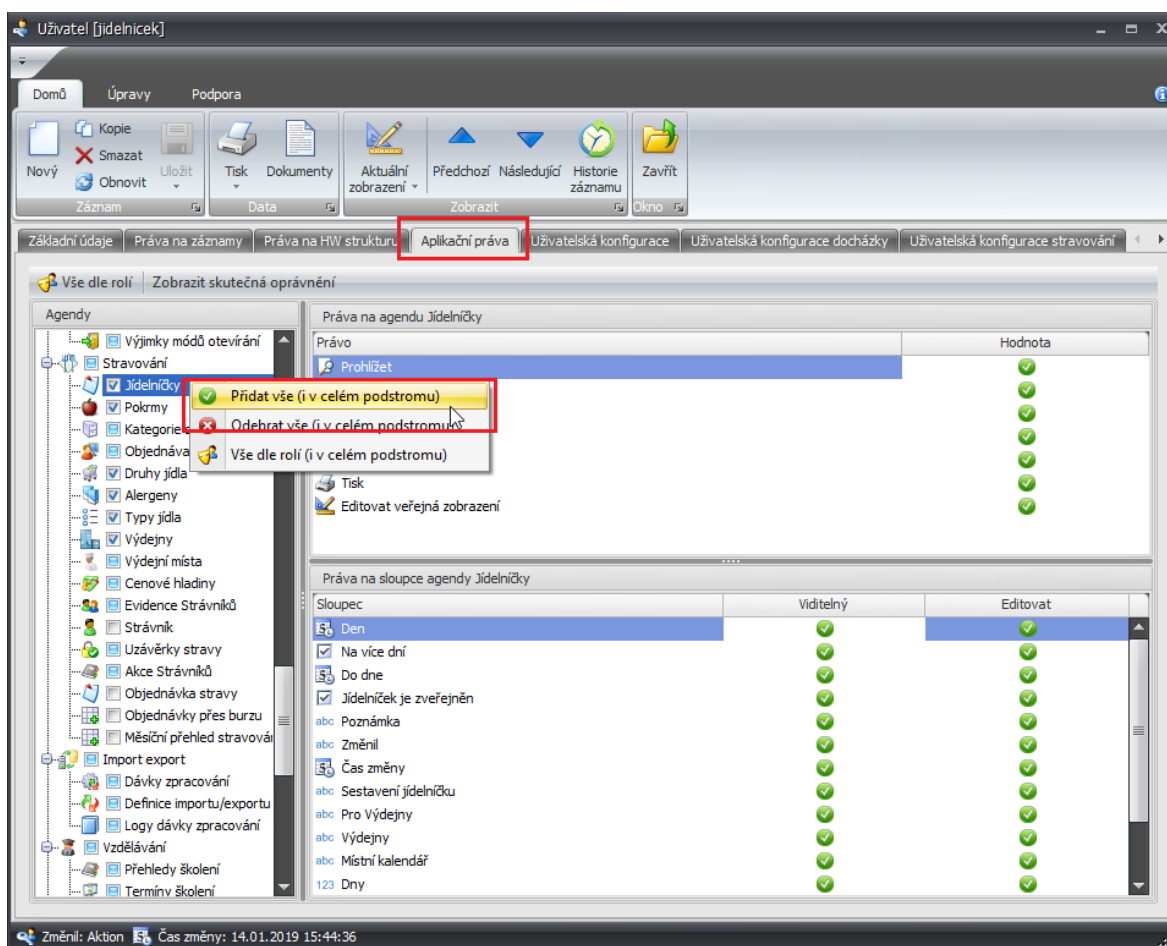 Uživatel [jidelnicek]
Domů Úpravy Podpora
Nový
Kopie
Smazat
Obnovit
Uložit
Záznam
Tisk
Dokumenty
Data
Aktuální
zobrazení
Předchozí
Následující
Historie
záznamu
Zobrazit
Zavřít
Okno
Základní údaje Práva na záznamy Práva na HW strukturu Aplikační práva Uživatelská konfigurace Uživatelská konfigurace docházky Uživatelská konfigurace stravování
Vše dle rolí Zobrazit skutečná oprávnění
Agendy
Výjimky módů otevírání
Stravování
Jídelníčky
Pokrmy
Kategorie
Objednáva
Druhy jídla
Alergeny
Typy jídla
Výdejny
Výdejní místa
Cenové hladiny
Evidence Strávníků
Strávník
Uzávěrky stravy
Akce Strávníků
Objednávka stravy
Objednávky přes burzu
Měsíční přehled stravová
Import export
Dávky zpracování
Definice importu/exportu
Logy dávky zpracování
Vzdělávání
Přehledy školení
Termíny školení
Přidat vše (i v celém podstromu)
Odebrat vše (i v celém podstromu)
Vše dle rolí (i v celém podstromu)
Práva na agendu Jídelníčky
Právo Hodnota
Prohlížet
Tisk
Editovat veřejná zobrazení
Práva na sloupce agendy Jídelníčky
Sloupec Viditelný Editovat
Den
Na více dní
Do dne
Jídelníček je zveřejněn
abc Poznámka
abc Změnil
Čas změny
abc Sestavení jídelníčku
abc Pro Výdejny
abc Výdejny
abc Místní kalendář
123 Dny
Změnil: Aktion Čas změny: 14.01.2019 15:44:36